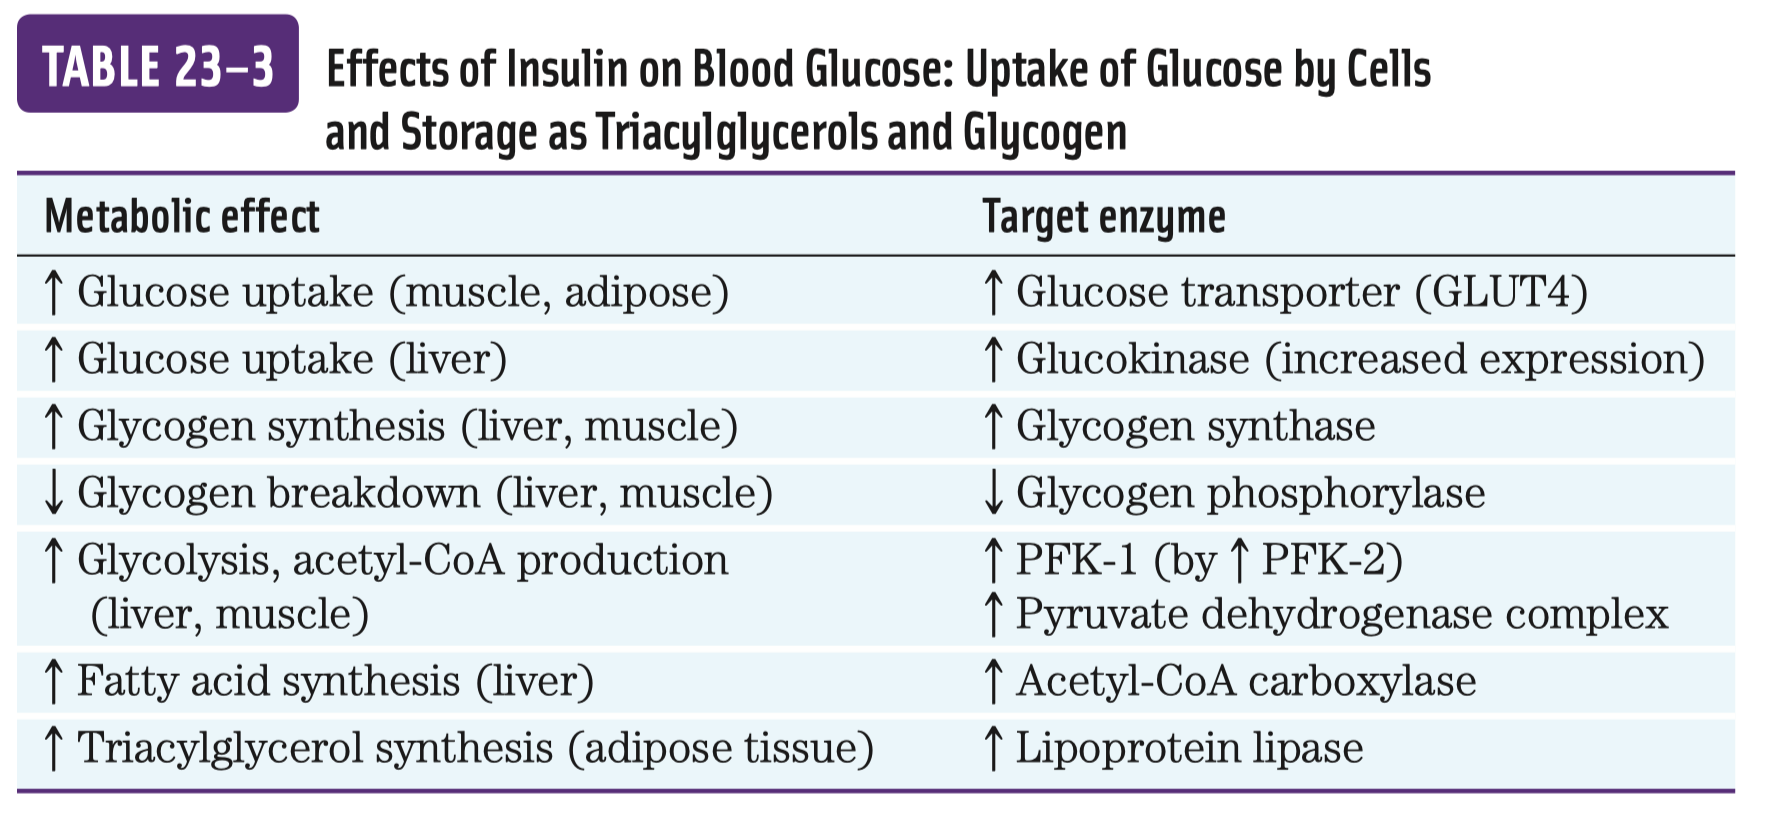 TABLE 23–3 Effects of Insulin on Blood Glucose: Uptake of Glucose by Cells
and Storage as Triacylglycerols and Glycogen
Metabolic effect Target enzyme
↑ Glucose uptake (muscle, adipose) ↑ Glucose transporter (GLUT4)
↑ Glucose uptake (liver) ↑ Glucokinase (increased expression)
↑ Glycogen synthesis (liver, muscle) ↑ Glycogen synthase
↓ Glycogen breakdown (liver, muscle) ↓ Glycogen phosphorylase
↑ Glycolysis, acetyl-CoA production ↑ PFK-1 (by ↑ PFK-2)
(liver, muscle) ↑ Pyruvate dehydrogenase complex
↑ Fatty acid synthesis (liver) ↑ Acetyl-CoA carboxylase
↑ Triacylglycerol synthesis (adipose tissue) ↑ Lipoprotein lipase